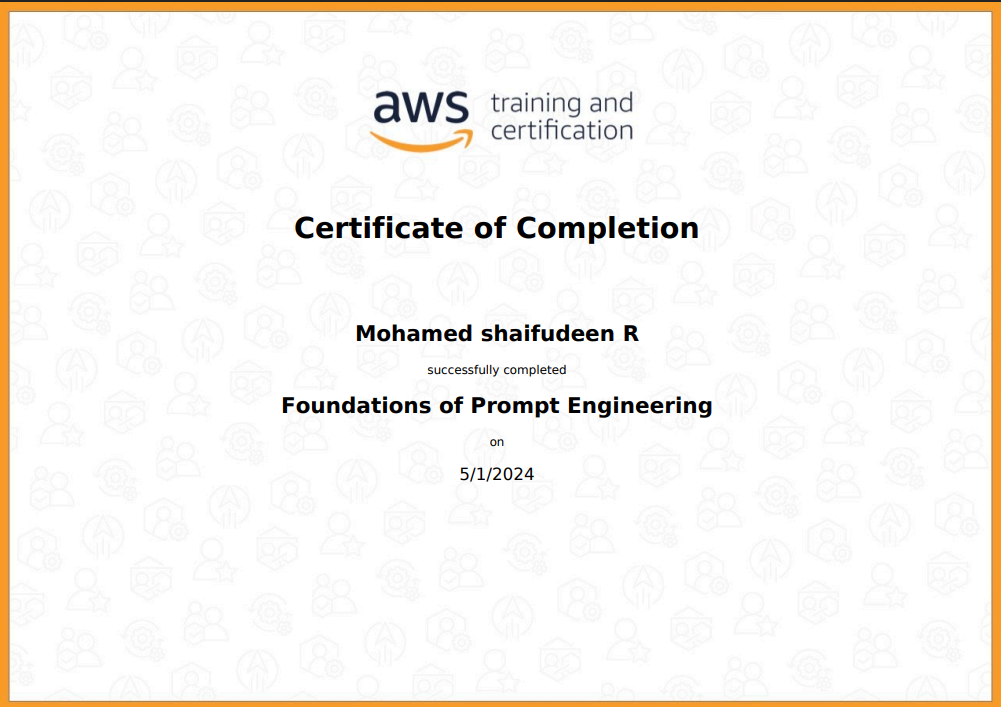 aws training and
certification
Certificate of Completion
Mohamed shaifudeen R
successfully completed
Foundations of Prompt Engineering
on
5/1/2024